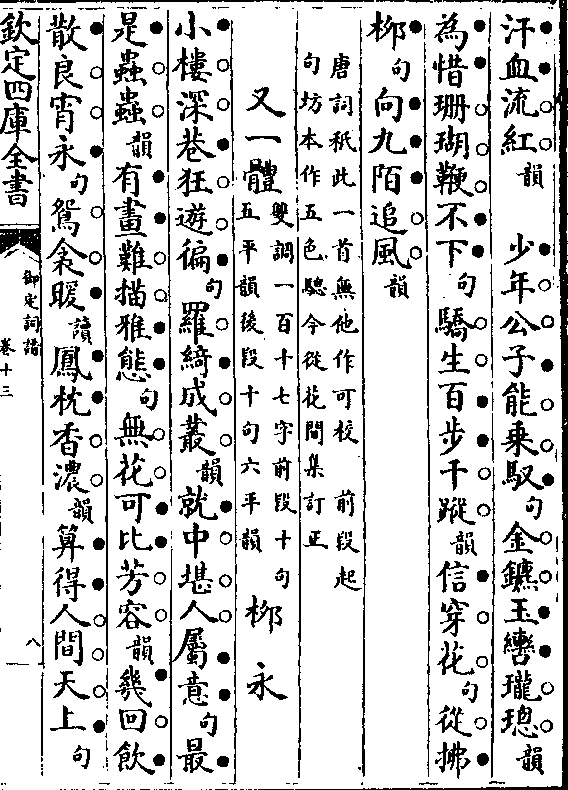 汗血流紅韻　少年公子能乘馭句金鑣玉轡瓏璁韻
為惜珊瑚鞭不下句驕生百步千蹤韻信穿花句從拂
柳句向九陌追風韻
唐詞秖此一首無他作可校　前段起
句坊本作五色驄今從花間集訂正
又一體
雙調一百十七字前段十句
五平韻後段十句六平韻
柳永
小樓深巷狂遊徧句羅綺成叢韻就中堪人屬意句最
是蟲蟲韻有畫難描雅態句無花可比芳容韻幾回飲
散良宵永句鴛衾暖讀鳳枕香濃韻算得人間天上句
欽定四庫全書
御定詞譜
卷十三
八